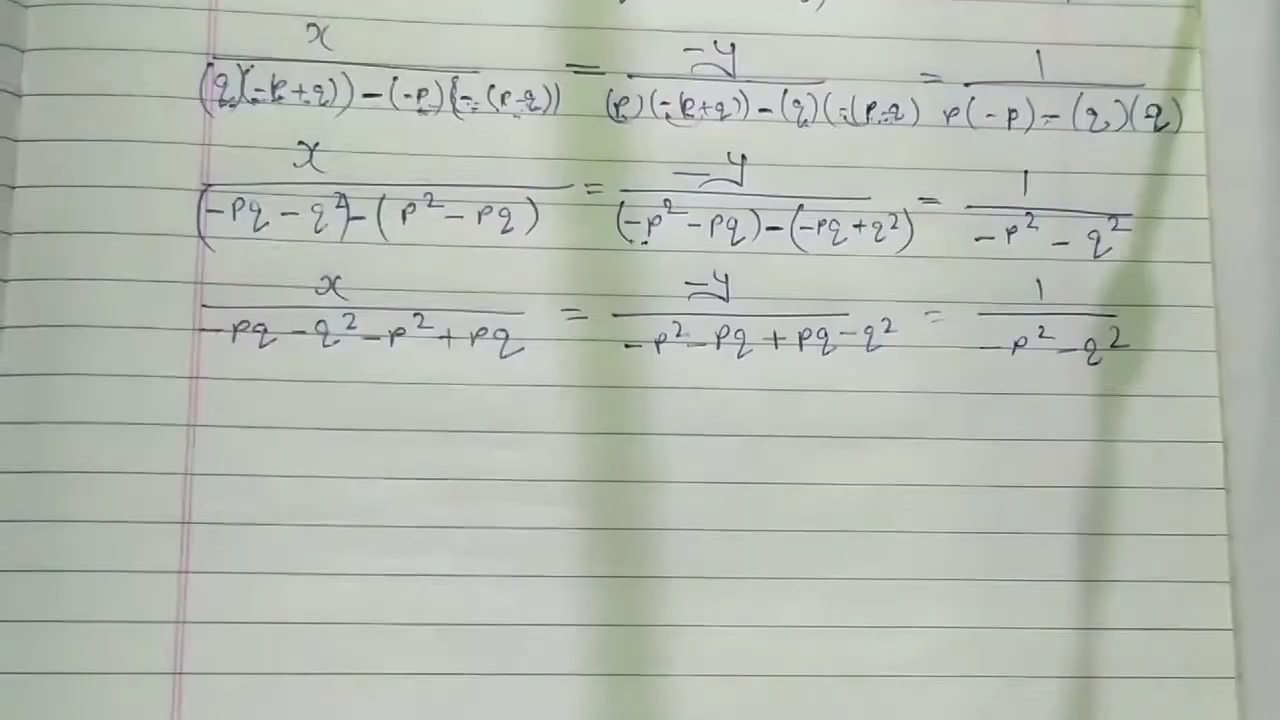 x / (q)(-(p+q)) - (-p)(-(p-q)) = -y / (p)(-(p+q)) - (q)(-(p-q) = 1 / p(-p) - (q)(q)
x / (-pq - q²) - (p² - pq) = -y / (-p² - pq) - (-pq + q²) = 1 / -p² - q²
x / -pq - q² - p² + pq = -y / -p² - pq + pq - q² = 1 / -p² - q²